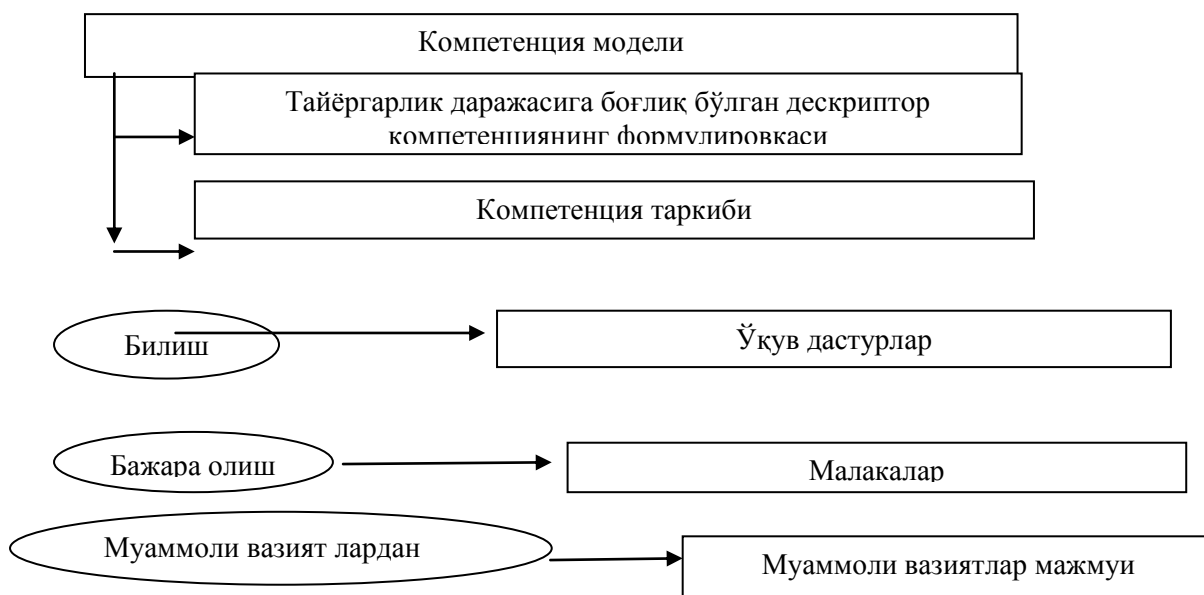 Компетенция модели
Тайёргарлик даражасига боғлиқ бўлган дескриптор
компетенциянинг формулировкаси
Компетенция таркиби
Билиш
Ўқув дастурлар
Бажара олиш
Малакалар
Муаммоли вазият лардан
Муаммоли вазиятлар мажмуи